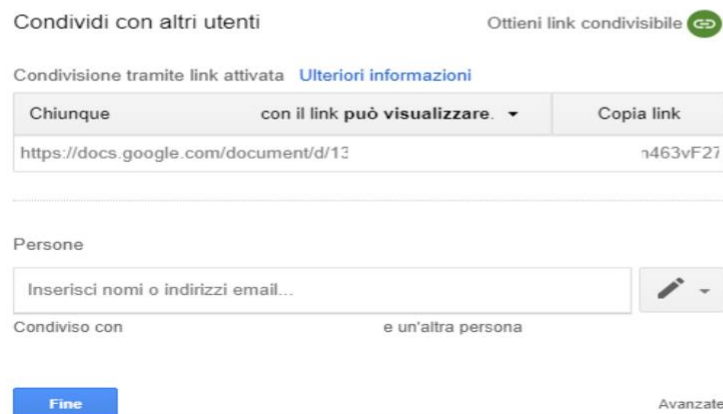 Condividi con altri utenti Ottieni link condivisibile
Condivisione tramite link attivata Ulteriori informazioni
Chiunque con il link può visualizzare. Copia link
https://docs.google.com/document/d/13 n463vF27
Persone
Inserisci nomi o indirizzi email...
Condiviso con e un'altra persona
Fine Avanzate